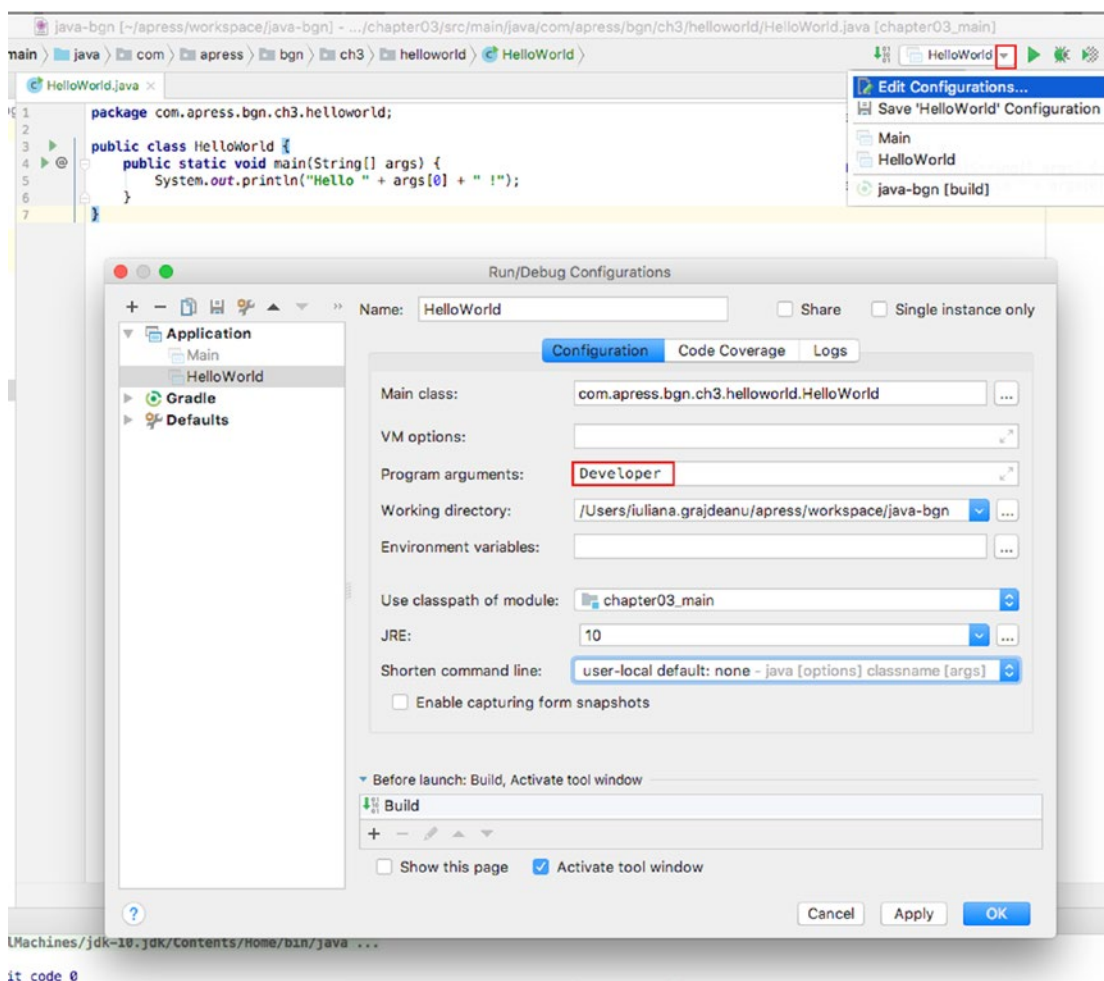 java-bgn [~/apress/workspace/java-bgn] - .../chapter03/src/main/java/com/apress/bgn/ch3/helloworld/HelloWorld.java [chapter03_main]
main java com apress bgn ch3 helloworld HelloWorld
HelloWorld
HelloWorld.java
Edit Configurations...
Save 'HelloWorld' Configuration
Main
HelloWorld
java-bgn [build]
1 package com.apress.bgn.ch3.helloworld;
2
3 public class HelloWorld {
4 @ public static void main(String[] args) {
5 System.out.println("Hello " + args[0] + " !");
6 }
7 }
Run/Debug Configurations
Name: HelloWorld Share Single instance only
Application
Main
HelloWorld
Gradle
Defaults
Configuration Code Coverage Logs
Main class: com.apress.bgn.ch3.helloworld.HelloWorld ...
VM options:
Program arguments: Developer
Working directory: /Users/iuliana.grajdeanu/apress/workspace/java-bgn ...
Environment variables: ...
Use classpath of module: chapter03_main
JRE: 10 ...
Shorten command line: user-local default: none - java [options] classname [args]
Enable capturing form snapshots
Before launch: Build, Activate tool window
Build
Show this page Activate tool window
? Cancel Apply OK
lMachines/jdk-10.jdk/Contents/Home/bin/java ...
it code 0